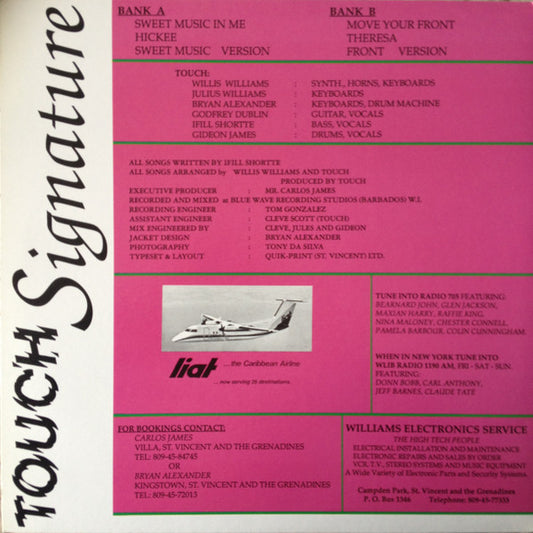 TOUCH Signature
BANK A
SWEET MUSIC IN ME
HICKEE
SWEET MUSIC VERSION
BANK B
MOVE YOUR FRONT
THERESA
FRONT VERSION
TOUCH:
WILLIS WILLIAMS : SYNTH., HORNS, KEYBOARDS
JULIUS WILLIAMS : KEYBOARDS
BRYAN ALEXANDER : KEYBOARDS, DRUM MACHINE
GODFREY DUBLIN : GUITAR, VOCALS
IFILL SHORTTE : BASS, VOCALS
GIDEON JAMES : DRUMS, VOCALS
ALL SONGS WRITTEN BY IFILL SHORTTE
ALL SONGS ARRANGED by WILLIS WILLIAMS AND TOUCH
PRODUCED BY TOUCH
EXECUTIVE PRODUCER : MR. CARLOS JAMES
RECORDED AND MIXED at BLUE WAVE RECORDING STUDIOS (BARBADOS) W.I.
RECORDING ENGINEER : TOM GONZALEZ
ASSISTANT ENGINEER : CLEVE SCOTT (TOUCH)
MIX ENGINEERED BY : CLEVE, JULES AND GIDEON
JACKET DESIGN : BRYAN ALEXANDER
PHOTOGRAPHY : TONY DA SILVA
TYPESET & LAYOUT : QUIK-PRINT (ST. VINCENT) LTD.
liat ...the Caribbean Airline
... now serving 26 destinations.
TUNE INTO RADIO 705 FEATURING:
BEARNARD JOHN, GLEN JACKSON,
MAXIAN HARRY, RAFFIE KING,
NINA MALONEY, CHESTER CONNELL,
PAMELA BARBOUR, COLIN CUNNINGHAM.
WHEN IN NEW YORK TUNE INTO
WLIB RADIO 1190 AM, FRI - SAT - SUN.
FEATURING:
DONN BOBB, CARL ANTHONY,
JEFF BARNES, CLAUDE TATE
FOR BOOKINGS CONTACT:
CARLOS JAMES
VILLA, ST. VINCENT AND THE GRENADINES
TEL: 809-45-84745
OR
BRYAN ALEXANDER
KINGSTOWN, ST. VINCENT AND THE GRENADINES
TEL: 809-45-72013
WILLIAMS ELECTRONICS SERVICE
THE HIGH TECH PEOPLE
ELECTRICAL INSTALLATION AND MAINTENANCE
ELECTRONIC REPAIRS AND SALES BY ORDER
VCR, T.V., STEREO SYSTEMS AND MUSIC EQUIPMENT
A Wide Variety of Electronic Parts and Security Systems.
Campden Park, St. Vincent and the Grenadines
P. O. Box 1346 Telephone: 809-45-77333